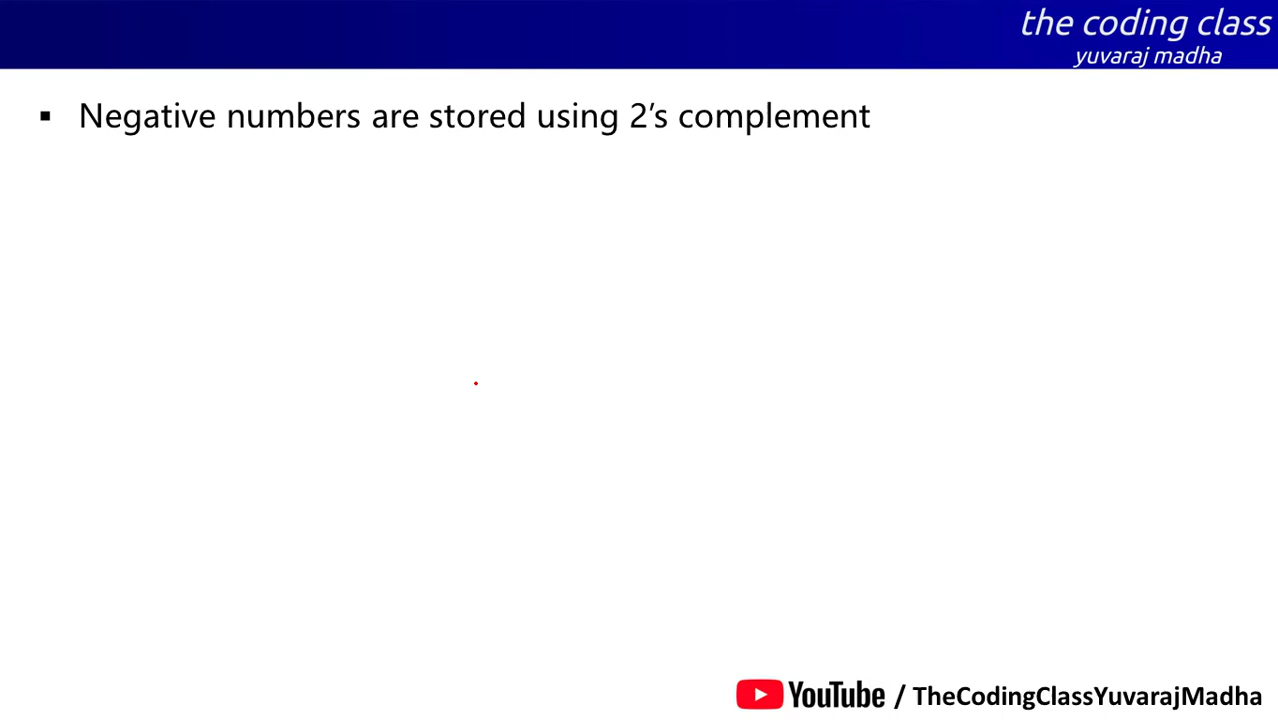 the coding class
yuvaraj madha
▪ Negative numbers are stored using 2’s complement
YouTube / TheCodingClassYuvarajMadha